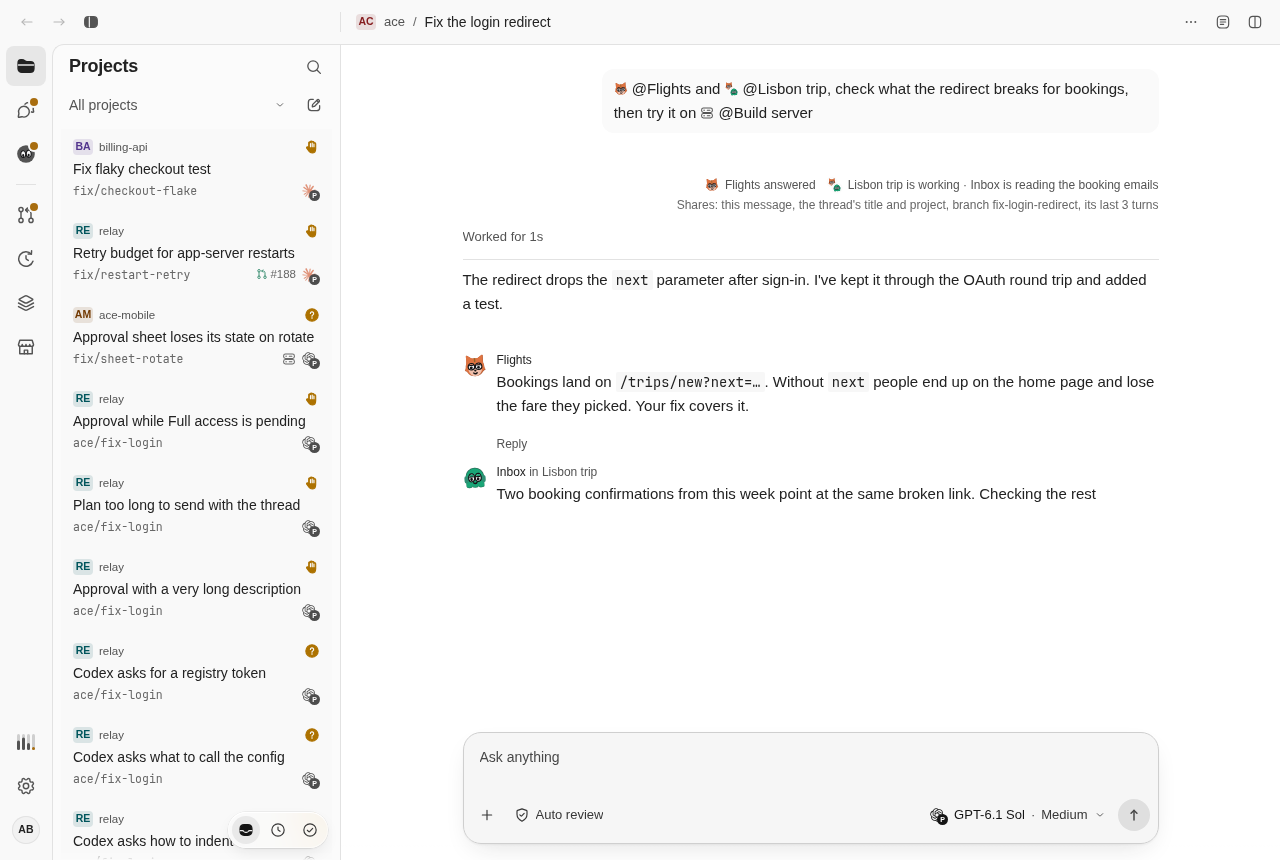 AC ace / Fix the login redirect
Projects
All projects
BA billing-api
Fix flaky checkout test
fix/checkout-flake
P
RE relay
Retry budget for app-server restarts
fix/restart-retry #188
P
AM ace-mobile ?
Approval sheet loses its state on rotate
fix/sheet-rotate
P
RE relay
Approval while Full access is pending
ace/fix-login
P
RE relay
Plan too long to send with the thread
ace/fix-login
P
RE relay
Approval with a very long description
ace/fix-login
P
RE relay ?
Codex asks for a registry token
ace/fix-login
P
RE relay ?
Codex asks what to call the config
ace/fix-login
P
RE relay
Codex asks how to indent
AB
@Flights and @Lisbon trip, check what the redirect breaks for bookings,
then try it on @Build server
Flights answered Lisbon trip is working · Inbox is reading the booking emails
Shares: this message, the thread's title and project, branch fix-login-redirect, its last 3 turns
Worked for 1s
The redirect drops the next parameter after sign-in. I've kept it through the OAuth round trip and added
a test.
Flights
Bookings land on /trips/new?next=…. Without next people end up on the home page and lose
the fare they picked. Your fix covers it.
Reply
Inbox in Lisbon trip
Two booking confirmations from this week point at the same broken link. Checking the rest
Ask anything
Auto review
P GPT-6.1 Sol · Medium